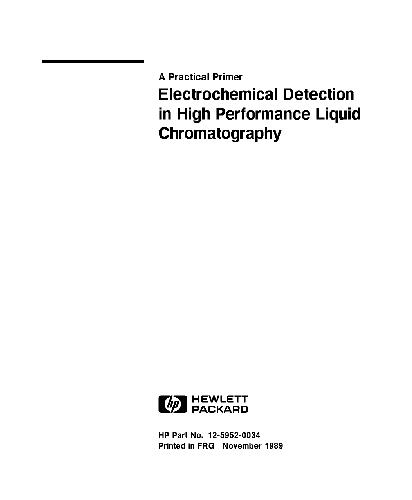 A Practical Primer
Electrochemical Detection
in High Performance Liquid
Chromatography
hp HEWLETT
PACKARD
HP Part No. 12-5952-0034
Printed in FRG November 1989